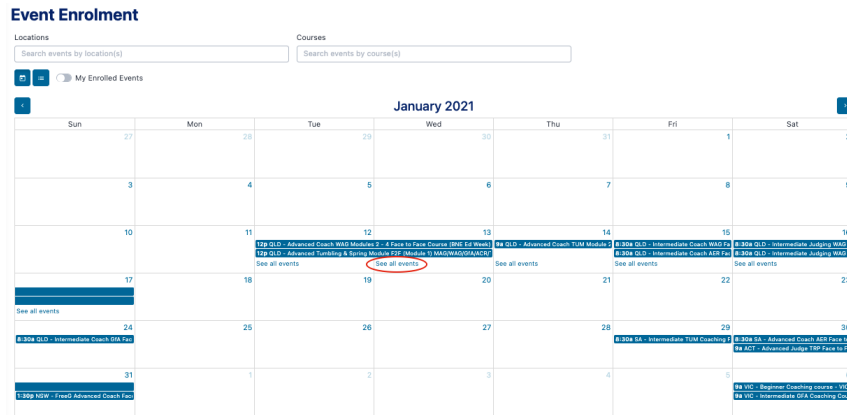 Event Enrolment
Locations
Courses
Search events by location(s)
Search events by course(s)
My Enrolled Events
January 2021
Sun Mon Tue Wed Thu Fri Sat
27 28 29 30 31 1
3 4 5 6 7 8
10 11 12 13 14 15 16
12p QLD - Advanced Coach WAG Modules 2 - 4 Face to Face Course (BNE Ed Week) 9a QLD - Advanced Coach TUM Module 2 8:30a QLD - Intermediate Coach WAG Fa 8:30a QLD - Intermediate Judging WAG
12p QLD - Advanced Tumbling & Spring Module F2F (Module 1) MAG/WAG/GfA/ACR/T 8:30a QLD - Intermediate Coach AER Fac 8:30a QLD - Intermediate Judging WAG
See all events See all events See all events See all events See all events
17 18 19 20 21 22 23
See all events
24 25 26 27 28 29 30
8:30a QLD - Intermediate Coach GfA Fac 8:30a SA - Intermediate TUM Coaching F 8:30a SA - Advanced Coach AER Face to
9a ACT - Advanced Judge TRP Face to F
31 1 2 3 4 5
9a VIC - Beginner Coaching course - VIC
1:30p NSW - FreeG Advanced Coach Face 9a VIC - Intermediate GFA Coaching Cou